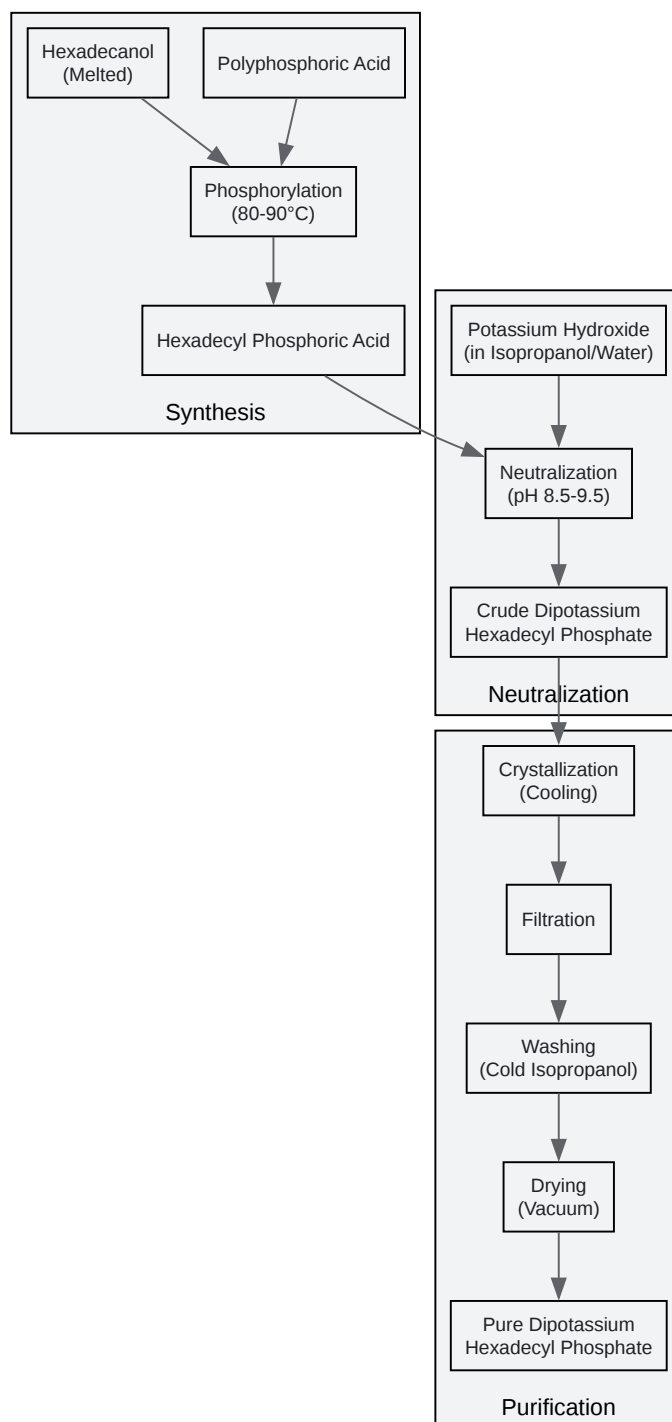 Hexadecanol
(Melted)
Polyphosphoric Acid
Phosphorylation
(80-90°C)
Hexadecyl Phosphoric Acid
Synthesis
Potassium Hydroxide
(in Isopropanol/Water)
Neutralization
(pH 8.5-9.5)
Crude Dipotassium
Hexadecyl Phosphate
Neutralization
Crystallization
(Cooling)
Filtration
Washing
(Cold Isopropanol)
Drying
(Vacuum)
Pure Dipotassium
Hexadecyl Phosphate
Purification